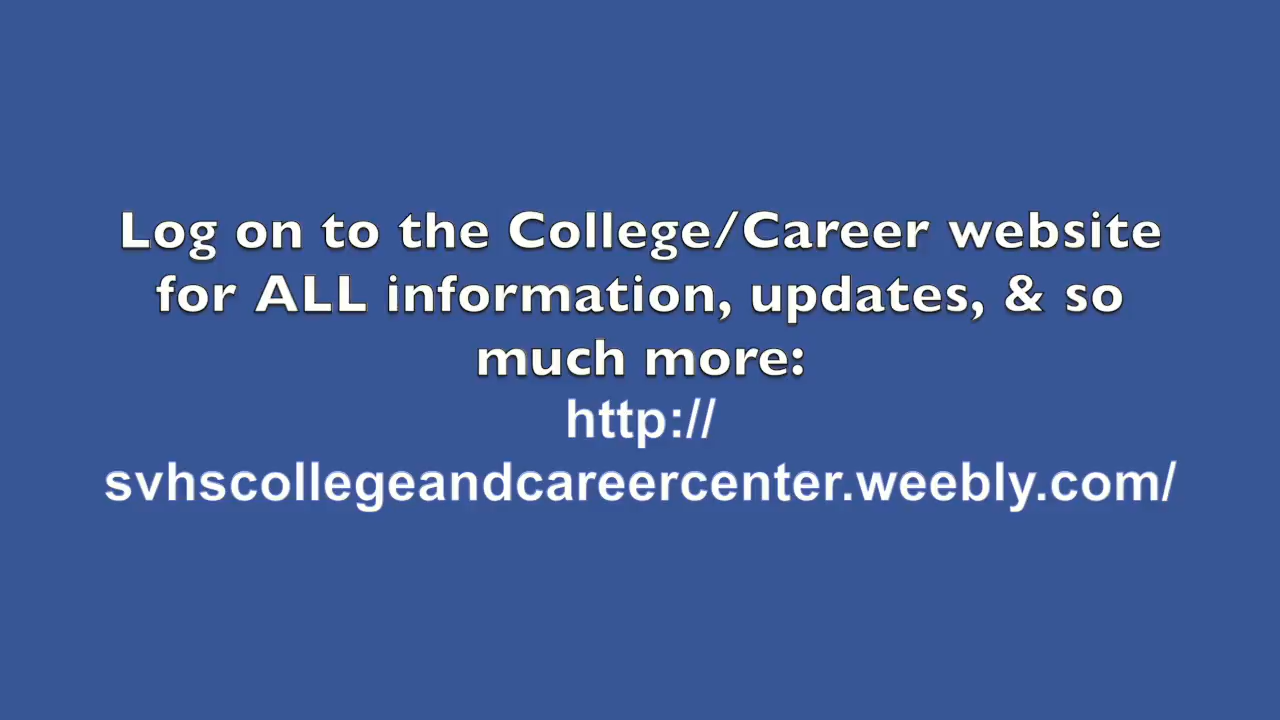 Log on to the College/Career website
for ALL information, updates, & so
much more:
http://
svhscollegeandcareercenter.weebly.com/